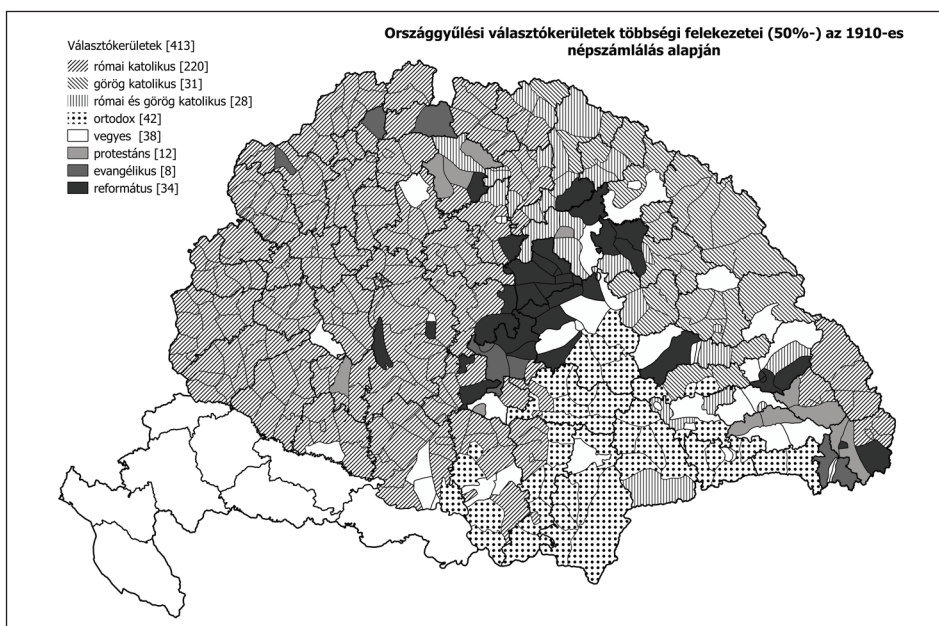 Országgyűlési választókerületek többségi felekezetei (50%-) az 1910-es
népszámlálás alapján
Választókerületek [413]
római katolikus [220]
görög katolikus [31]
római és görög katolikus [28]
ortodox [42]
vegyes [38]
protestáns [12]
evangélikus [8]
református [34]